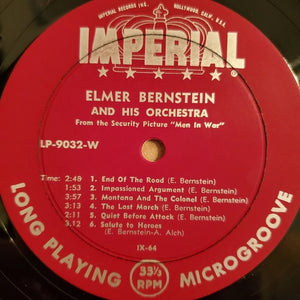 IMPERIAL RECORDS INC. HOLLYWOOD CALIF. U.S.A.
IMPERIAL
ELMER BERNSTEIN
AND HIS ORCHESTRA
From the Security Picture "Men In War"
LP-9032-W
Time: 2:49 1. End Of The Road (E. Bernstein)
1:53 2. Impassioned Argument (E. Bernstein)
3:57 3. Montana And The Colonel (E. Bernstein)
3:13 4. The Last March (E. Bernstein)
2:11 5. Quiet Before Attack (E. Bernstein)
3:12 6. Salute to Heroes
(E. Bernstein-A. Alch)
IX-64
LONG PLAYING 33⅓ RPM MICROGROOVE